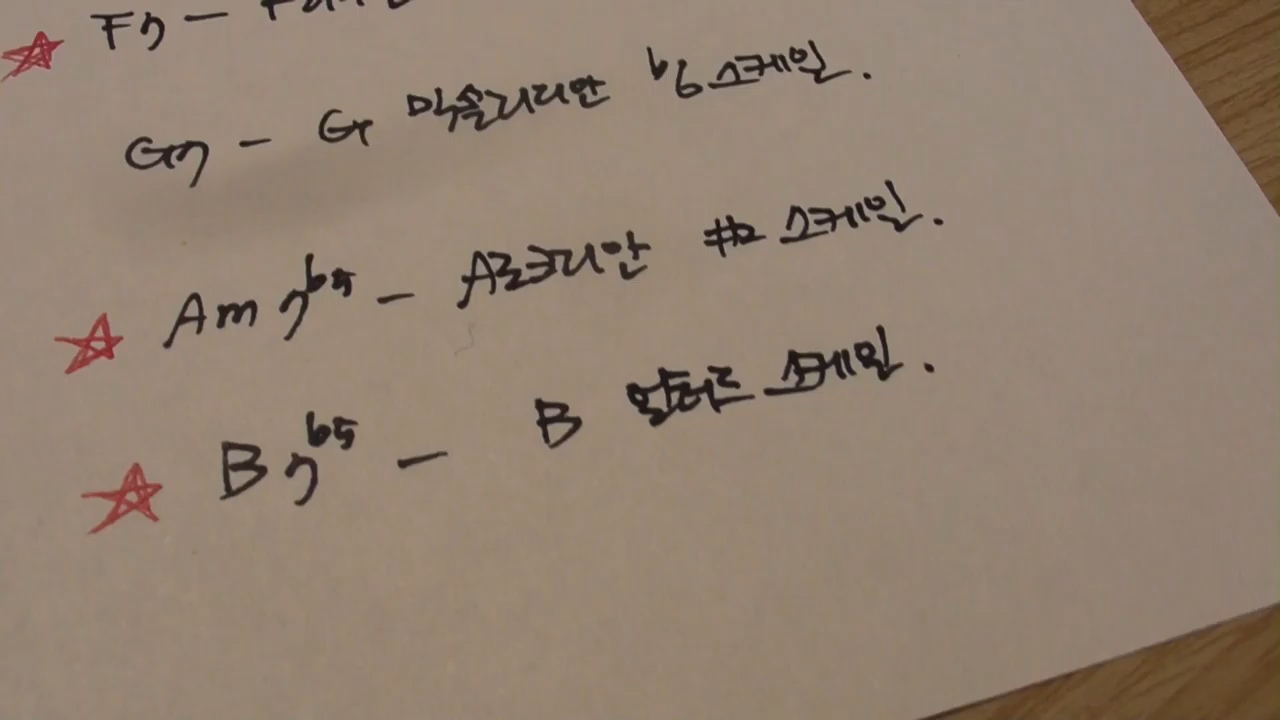 F7 —
G7 — G 믹솔리디안 b6 스케일.
Am7b5 — A로크리안 #2 스케일.
B7b5 — B 얼터드 스케일.